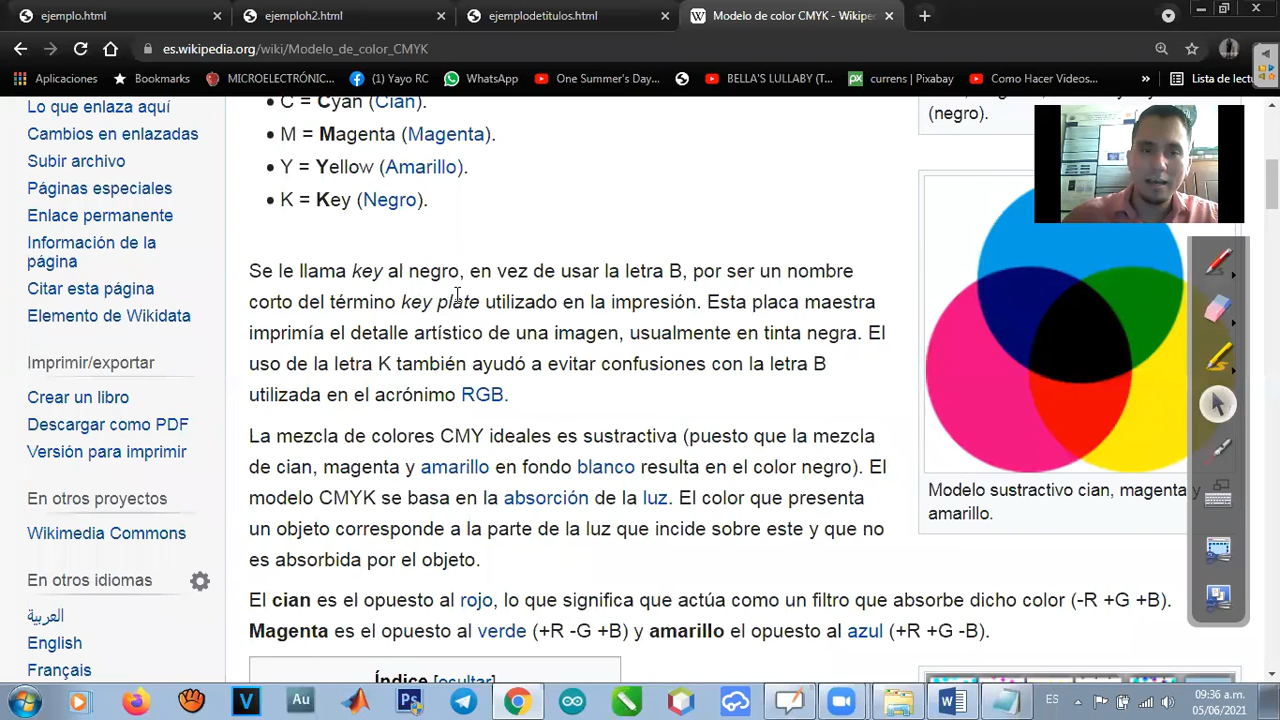 ejemplo.html
ejemploh2.html
ejemplodetitulos.html
Modelo de color CMYK - Wikipe
es.wikipedia.org/wiki/Modelo_de_color_CMYK
Aplicaciones
Bookmarks
MICROELECTRÓNIC...
(1) Yayo RC
WhatsApp
One Summer's Day...
BELLA'S LULLABY (T...
px
currens | Pixabay
Como Hacer Videos...
»
Lista de lectu
Lo que enlaza aquí
Cambios en enlazadas
Subir archivo
Páginas especiales
Enlace permanente
Información de la
página
Citar esta página
Elemento de Wikidata
Imprimir/exportar
Crear un libro
Descargar como PDF
Versión para imprimir
En otros proyectos
Wikimedia Commons
En otros idiomas
العربية
English
Français
• C = Cyan (Cian).
• M = Magenta (Magenta).
• Y = Yellow (Amarillo).
• K = Key (Negro).
Se le llama key al negro, en vez de usar la letra B, por ser un nombre
corto del término key plate utilizado en la impresión. Esta placa maestra
imprimía el detalle artístico de una imagen, usualmente en tinta negra. El
uso de la letra K también ayudó a evitar confusiones con la letra B
utilizada en el acrónimo RGB.
La mezcla de colores CMY ideales es sustractiva (puesto que la mezcla
de cian, magenta y amarillo en fondo blanco resulta en el color negro). El
modelo CMYK se basa en la absorción de la luz. El color que presenta
un objeto corresponde a la parte de la luz que incide sobre este y que no
es absorbida por el objeto.
El cian es el opuesto al rojo, lo que significa que actúa como un filtro que absorbe dicho color (-R +G +B).
Magenta es el opuesto al verde (+R -G +B) y amarillo el opuesto al azul (+R +G -B).
Índice [ocultar]
(negro).
Modelo sustractivo cian, magenta y
amarillo.
V
Au
Ps
W
ES
09:36 a.m.
05/06/2021